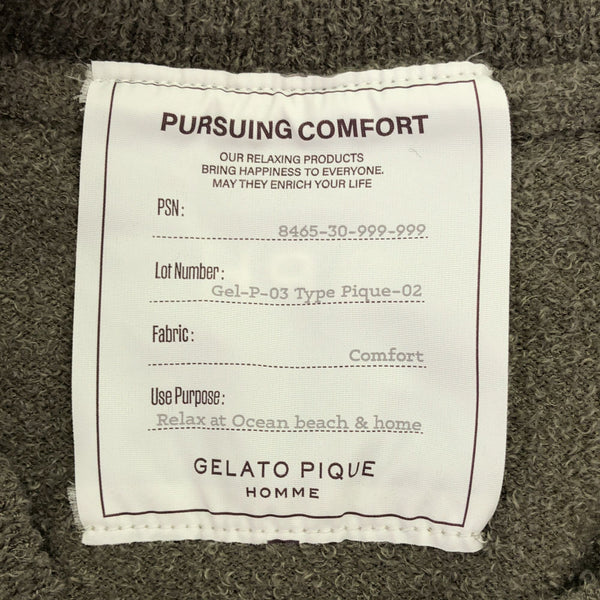 PURSUING COMFORT
OUR RELAXING PRODUCTS
BRING HAPPINESS TO EVERYONE.
MAY THEY ENRICH YOUR LIFE
PSN:
8465-30-999-999
Lot Number:
Gel-P-03 Type Pique-02
Fabric:
Comfort
Use Purpose:
Relax at Ocean beach & home
GELATO PIQUE
HOMME